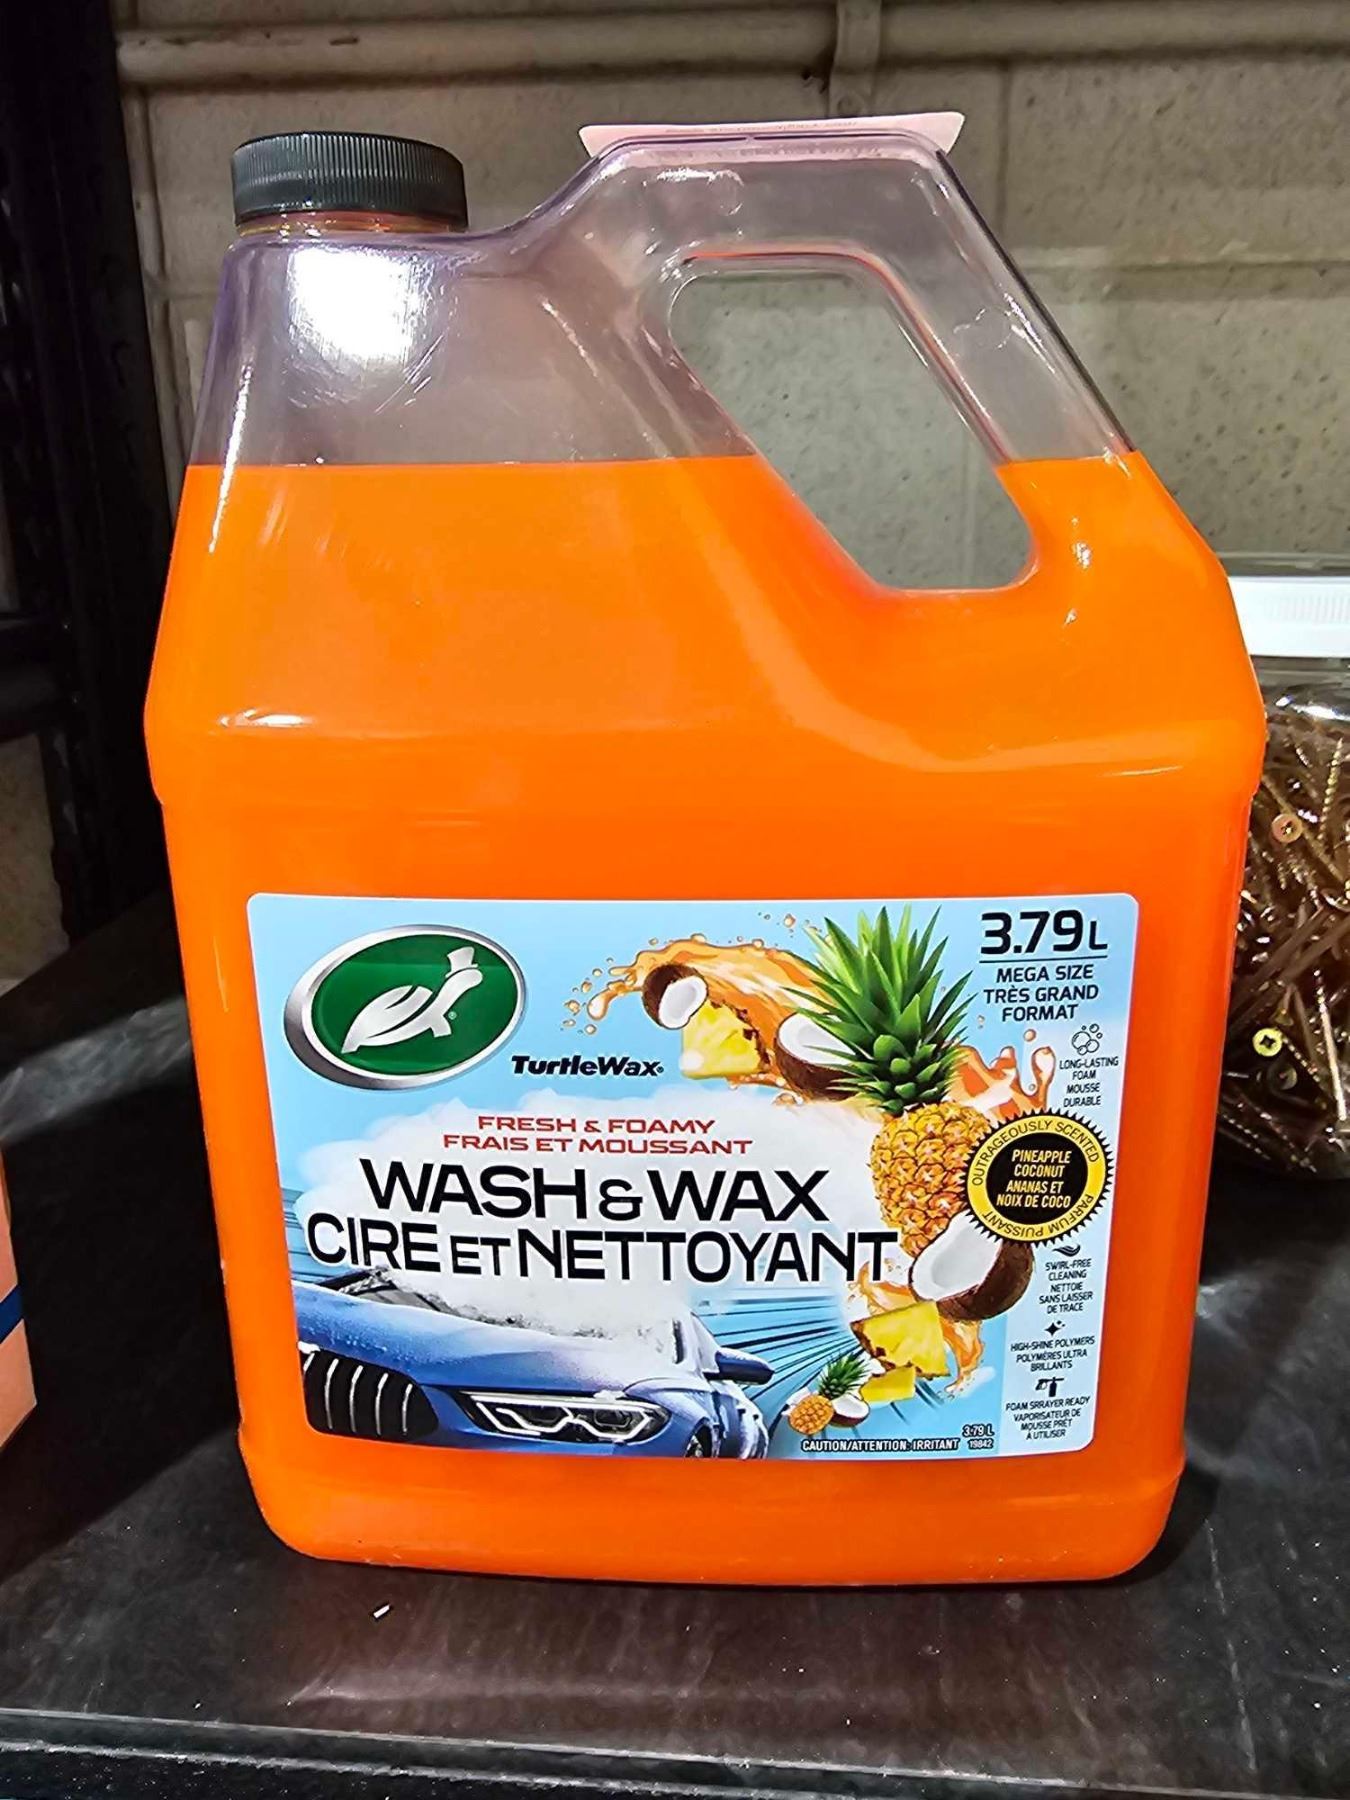 3.79 L
MEGA SIZE
TRÈS GRAND
FORMAT
TurtleWax®
LONG-LASTING
FOAM
MOUSSE
DURABLE
FRESH & FOAMY
FRAIS ET MOUSSANT
WASH & WAX
CIRE ET NETTOYANT
OUTRAGEOUSLY SCENTED
PINEAPPLE
COCONUT
ANANAS ET
NOIX DE COCO
PARFUM PUISSANT
SWIRL-FREE
CLEANING
NETTOIE
SANS LAISSER
DE TRACE
HIGH-SHINE POLYMERS
POLYMÈRES ULTRA
BRILLANTS
FOAM SPRAYER READY
VAPORISATEUR DE
MOUSSE PRÊT
À UTILISER
CAUTION/ATTENTION: IRRITANT
3.79 L
19842